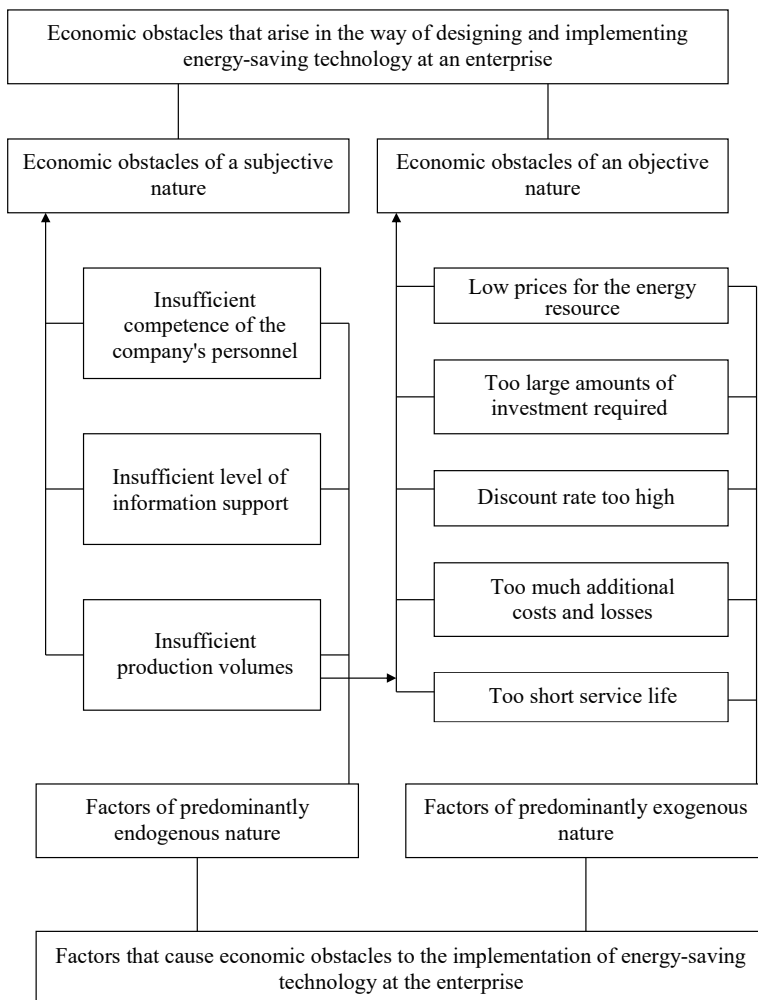 Economic obstacles that arise in the way of designing and implementing
energy-saving technology at an enterprise
Economic obstacles of a subjective
nature
Economic obstacles of an objective
nature
Insufficient
competence of the
company's personnel
Insufficient level of
information support
Insufficient
production volumes
Low prices for the energy
resource
Too large amounts of
investment required
Discount rate too high
Too much additional
costs and losses
Too short service life
Factors of predominantly
endogenous nature
Factors of predominantly exogenous
nature
Factors that cause economic obstacles to the implementation of energy-saving
technology at the enterprise